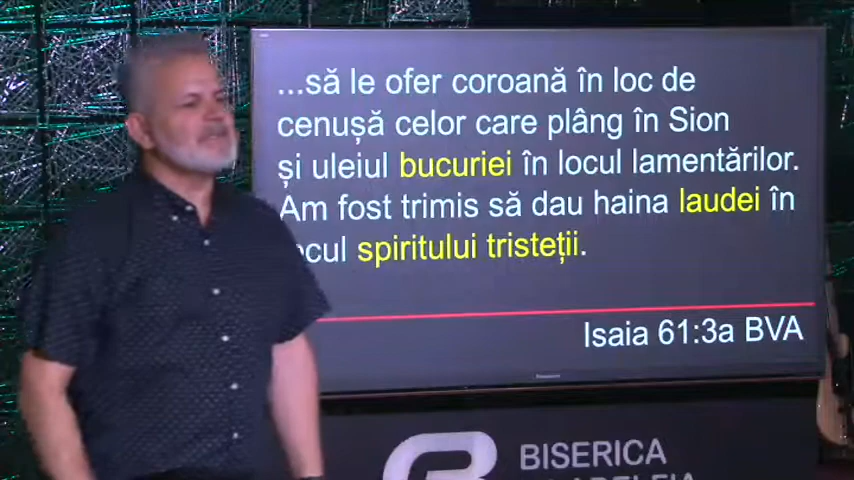 ...să le ofer coroană în loc de
cenușă celor care plâng în Sion
și uleiul bucuriei în locul lamentărilor.
Am fost trimis să dau haina laudei în
spiritului tristeții.
Isaia 61:3a BVA
BISERICA